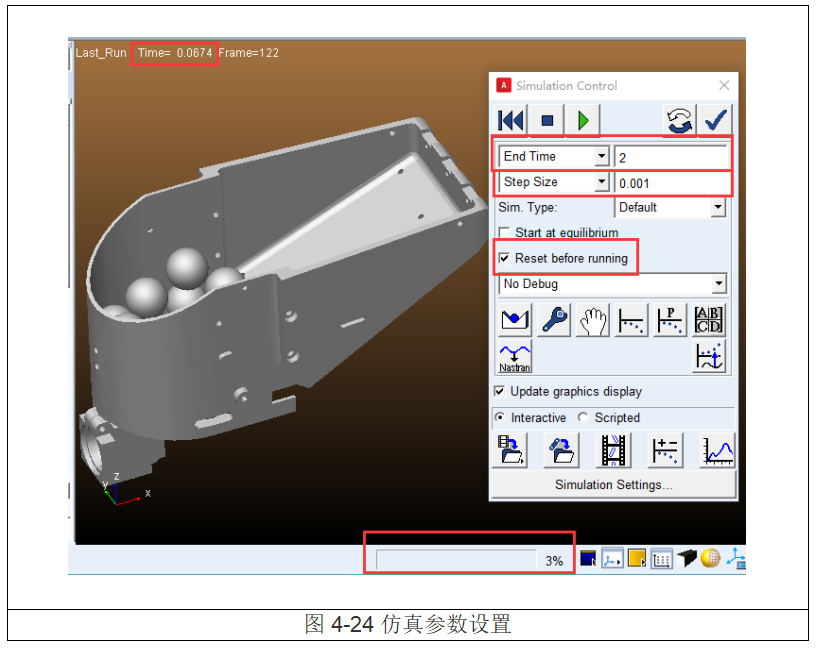 Last_Run Time= 0.0674 Frame=122
Simulation Control
End Time 2
Step Size 0.001
Sim. Type: Default
Start at equilibrium
Reset before running
No Debug
P
A B
C D
Nastran
Update graphics display
Interactive Scripted
Simulation Settings...
z
y
x
3%
图 4-24 仿真参数设置